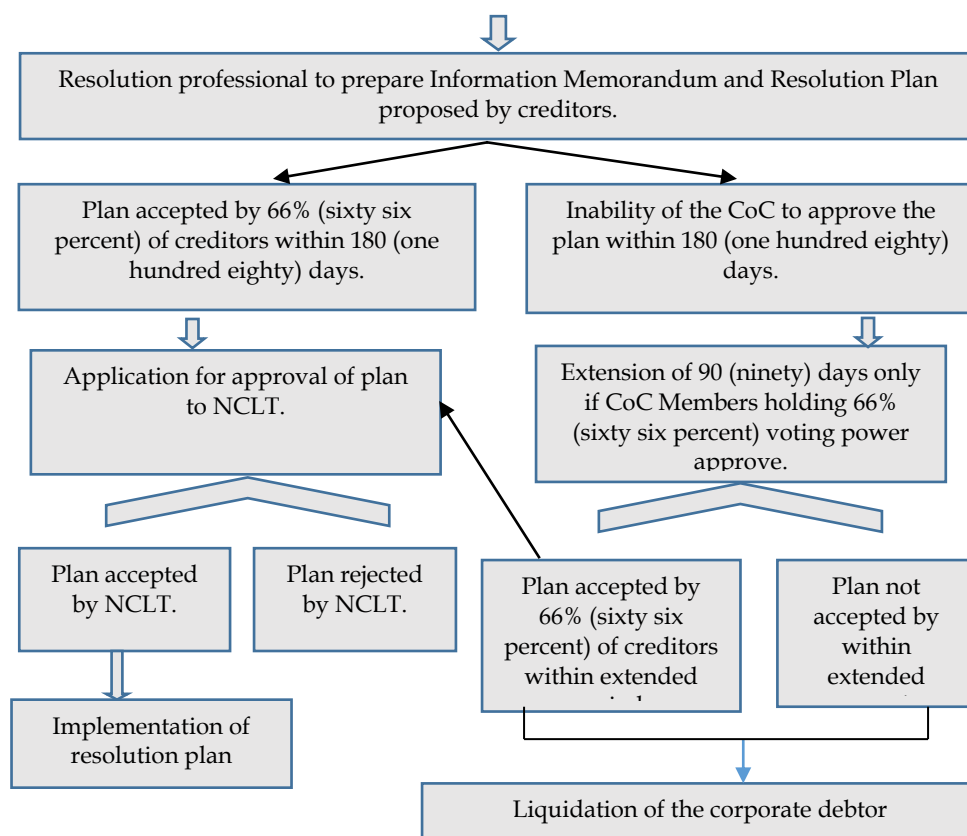 Resolution professional to prepare Information Memorandum and Resolution Plan
proposed by creditors.
Plan accepted by 66% (sixty six
percent) of creditors within 180 (one
hundred eighty) days.
Inability of the CoC to approve the
plan within 180 (one hundred eighty)
days.
Application for approval of plan
to NCLT.
Extension of 90 (ninety) days only
if CoC Members holding 66%
(sixty six percent) voting power
approve.
Plan accepted
by NCLT.
Plan rejected
by NCLT.
Plan accepted by
66% (sixty six
percent) of creditors
within extended
Plan not
accepted by
within
extended
Implementation of
resolution plan
Liquidation of the corporate debtor